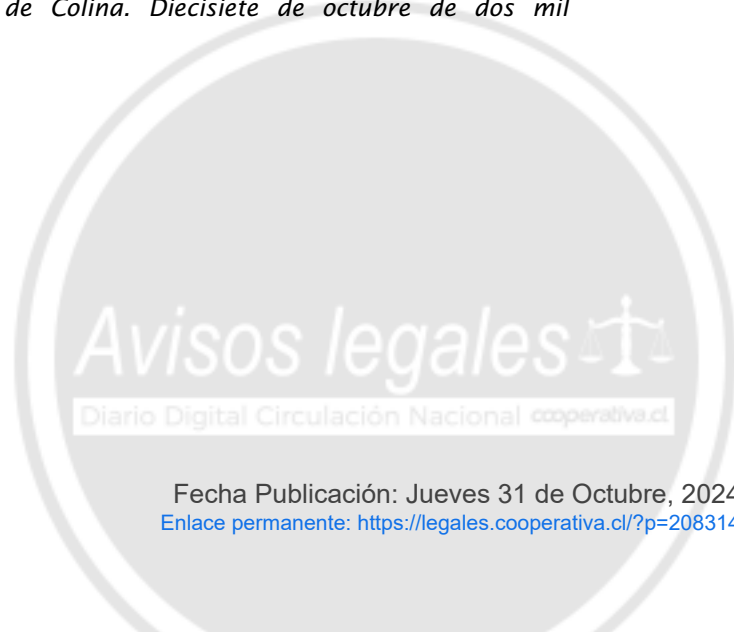 de Colina. Diecisiete de octubre de dos mil
Avisos legales
Diario Digital Circulación Nacional cooperativa.cl
Fecha Publicación: Jueves 31 de Octubre, 2024
Enlace permanente: https://legales.cooperativa.cl/?p=208314